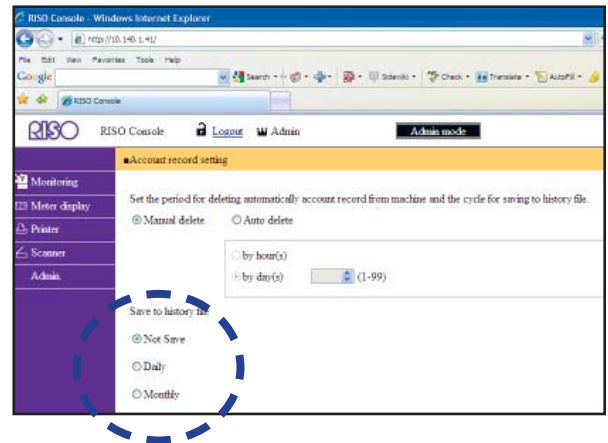 RISO Console - Windows Internet Explorer
http://10.140.1.41/
File Edit View Favorites Tools Help
Google Search Sidewiki Check Translate AutoFill
RISO Console
RISO RISO Console Logout Admin Admin mode
■Account record setting
Monitoring
Set the period for deleting automatically account record from machine and the cycle for saving to history file.
Meter display
Manual delete Auto delete
Printer
Scanner
by hour(s)
Admin.
by day(s) (1-99)
Save to history file
Not Save
Daily
Monthly